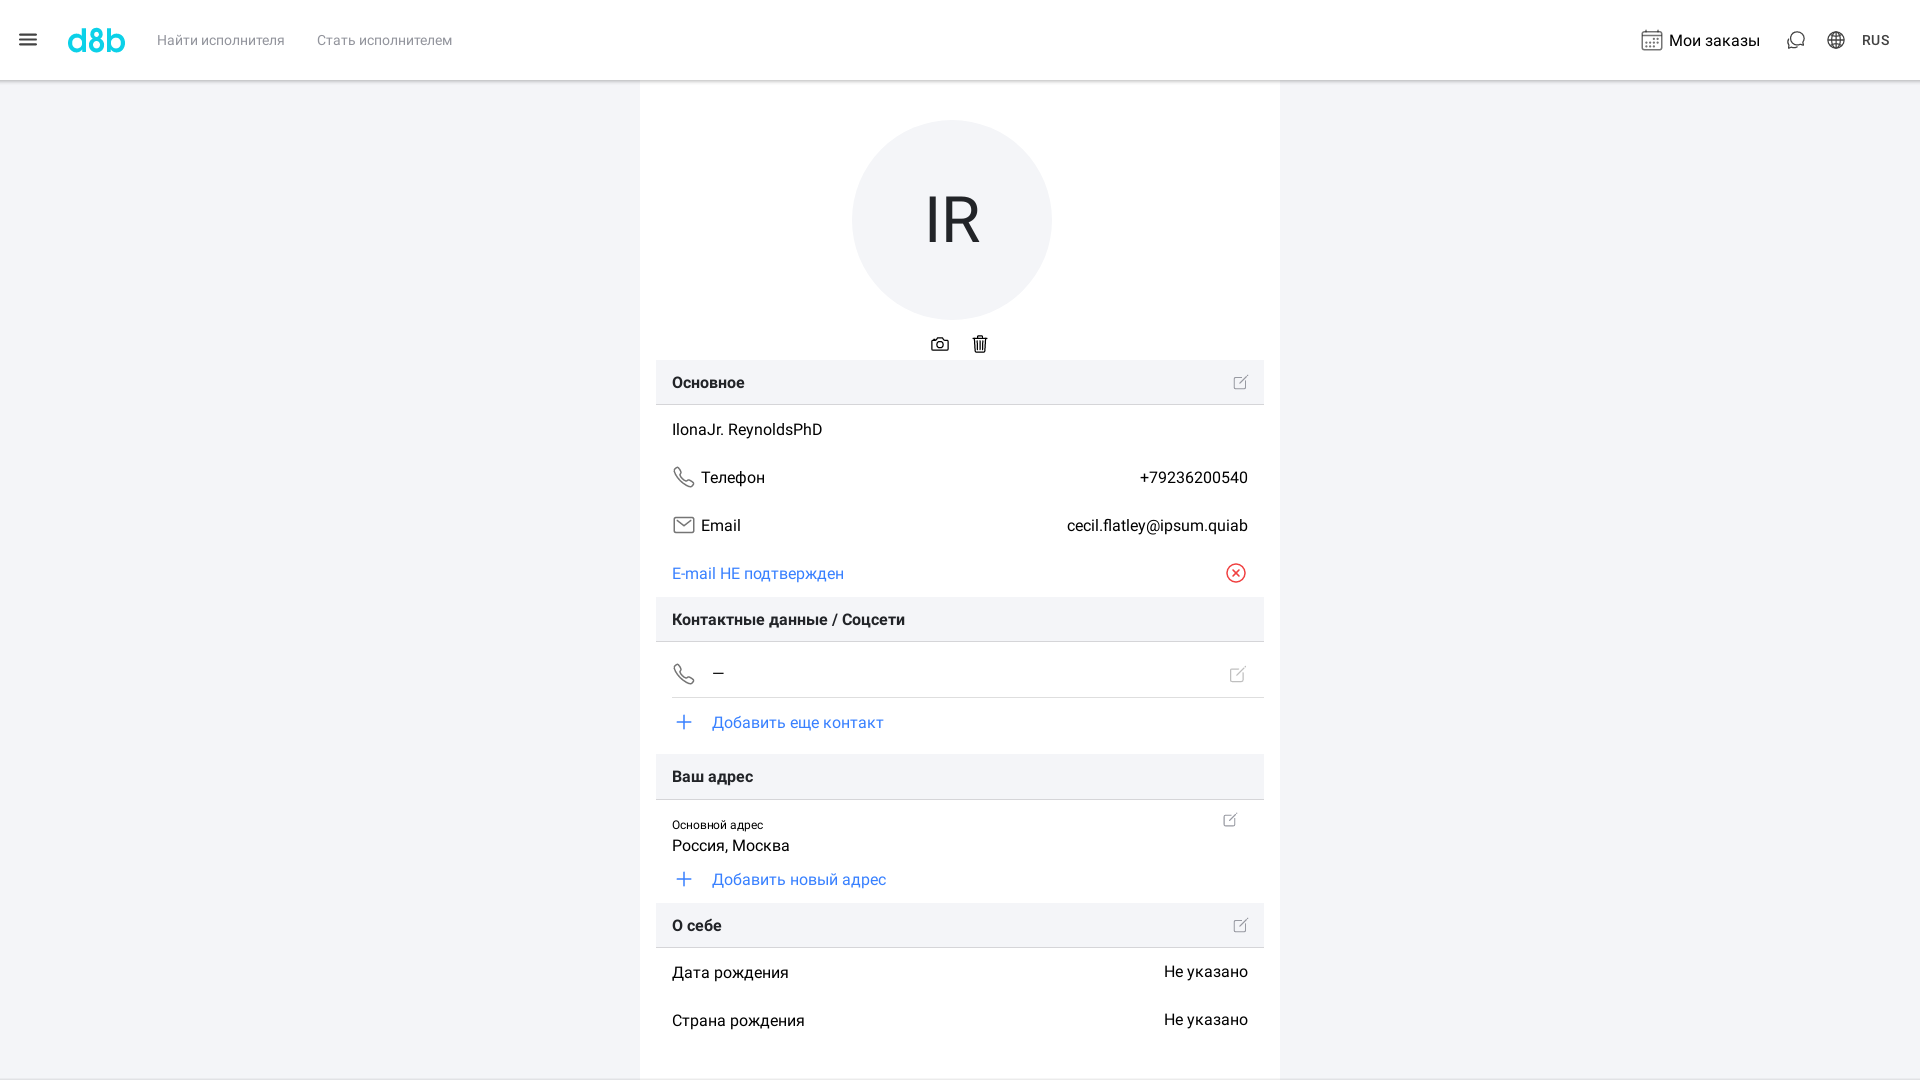 d8b
Найти исполнителя
Стать исполнителем
Мои заказы
RUS
IR
Основное
IlonaJr. ReynoldsPhD
Телефон
+79236200540
Email
cecil.flatley@ipsum.quiab
E-mail НЕ подтвержден
Контактные данные / Соцсети
—
Добавить еще контакт
Ваш адрес
Основной адрес
Россия, Москва
Добавить новый адрес
О себе
Дата рождения
Не указано
Страна рождения
Не указано